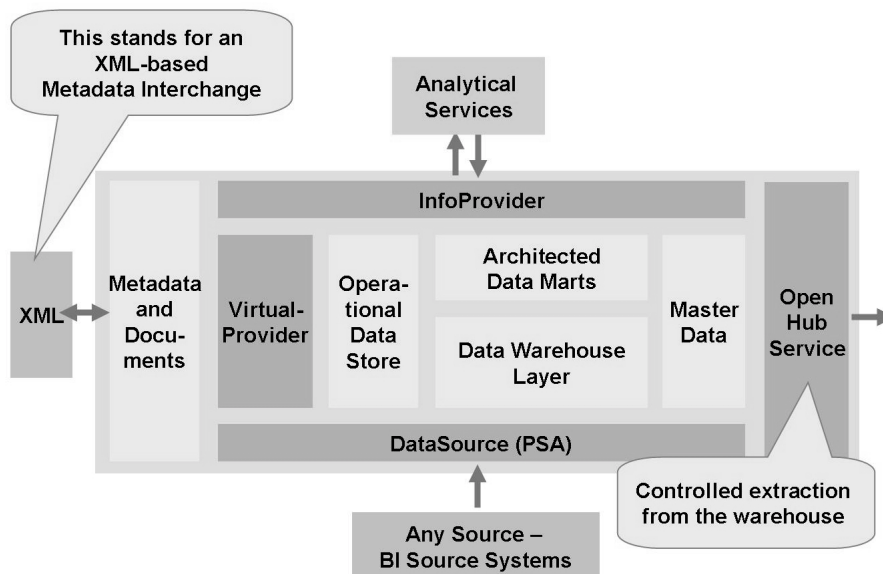 This stands for an
XML-based
Metadata Interchange
Analytical
Services
InfoProvider
XML
Metadada
and
Docu-
ments
Virtual-
Provider
Opera-
tional
Data
Store
Architected
Data Marts
Data Warehouse
Layer
Master
Data
Open
Hub
Service
DataSource (PSA)
Controlled extraction
from the warehouse
Any Source –
BI Source Systems